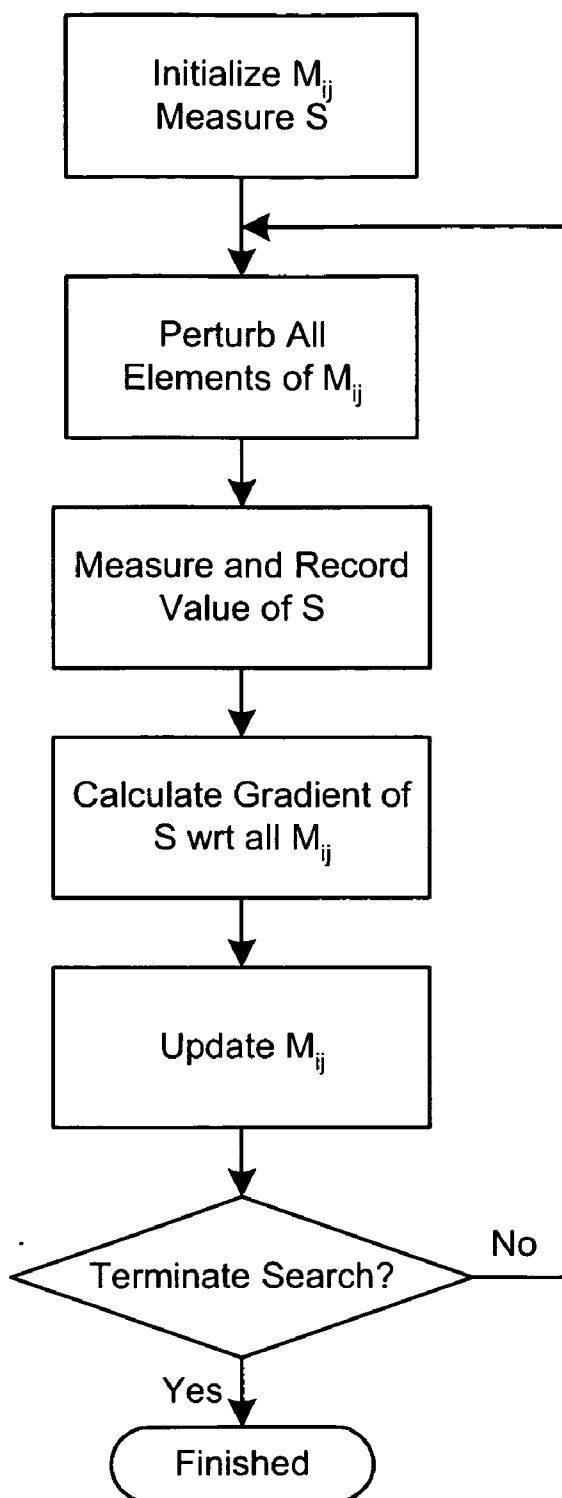 Initialize M_ij
Measure S
Perturb All
Elements of M_ij
Measure and Record
Value of S
Calculate Gradient of
S wrt all M_ij
Update M_ij
Terminate Search?
No
Yes
Finished